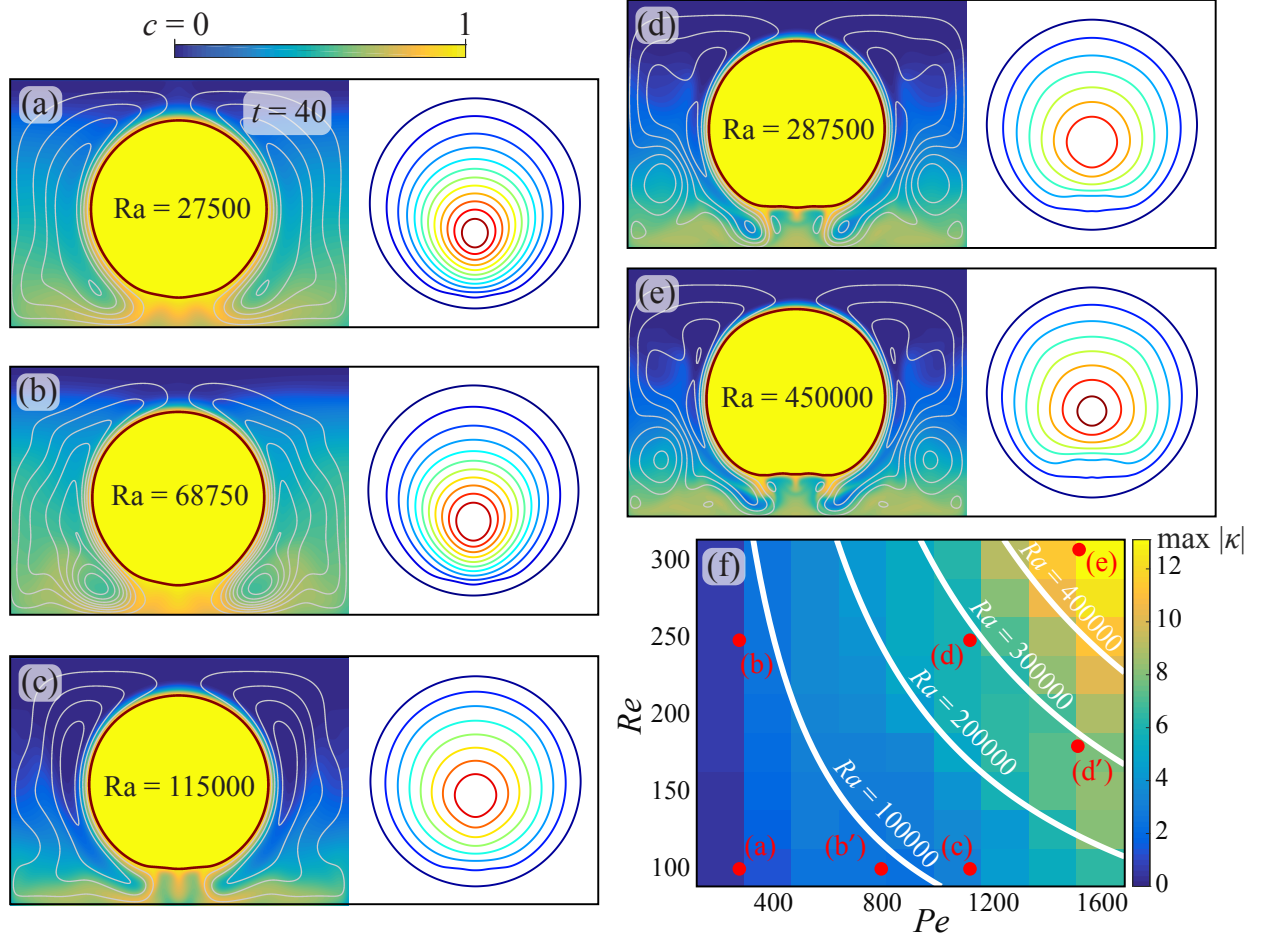 c = 0
1
(a)
t = 40
Ra = 27500
(b)
Ra = 68750
(c)
Ra = 115000
(d)
Ra = 287500
(e)
Ra = 450000
(f)
max |κ|
300
250
200
150
100
Re
400
800
1200
1600
Pe
12
10
8
6
4
2
0
Ra = 400000
Ra = 300000
Ra = 200000
Ra = 100000
(e)
(b)
(d)
(d′)
(a)
(b′)
(c)